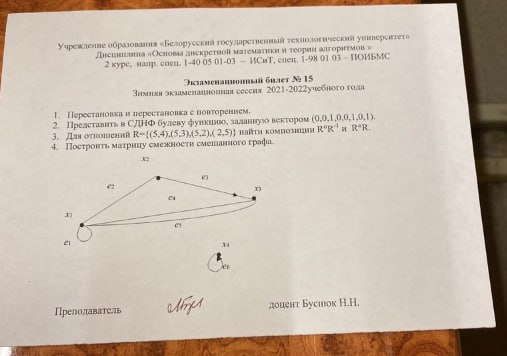 Учреждение образования «Белорусский государственный технологический университет»
Дисциплина «Основы дискретной математики и теории алгоритмов »
2 курс, напр. спец. 1-40 05 01-03 – ИСиТ, спец. 1-98 01 03 – ПОИБМС
Экзаменационный билет № 15
Зимняя экзаменационная сессия 2021-2022учебного года
1. Перестановка и перестановка с повторением.
2. Представить в СДНФ булеву функцию, заданную вектором (0,0,1,0,0,1,0,1).
3. Для отношений R={(5,4),(5,3),(5,2),( 2,5)} найти композиции R°R⁻¹ и R°R.
4. Построить матрицу смежности смешанного графа.
x2
e2
e3
e4
x3
x1
e5
e1
x4
e6
Преподаватель
доцент Буснюк Н.Н.